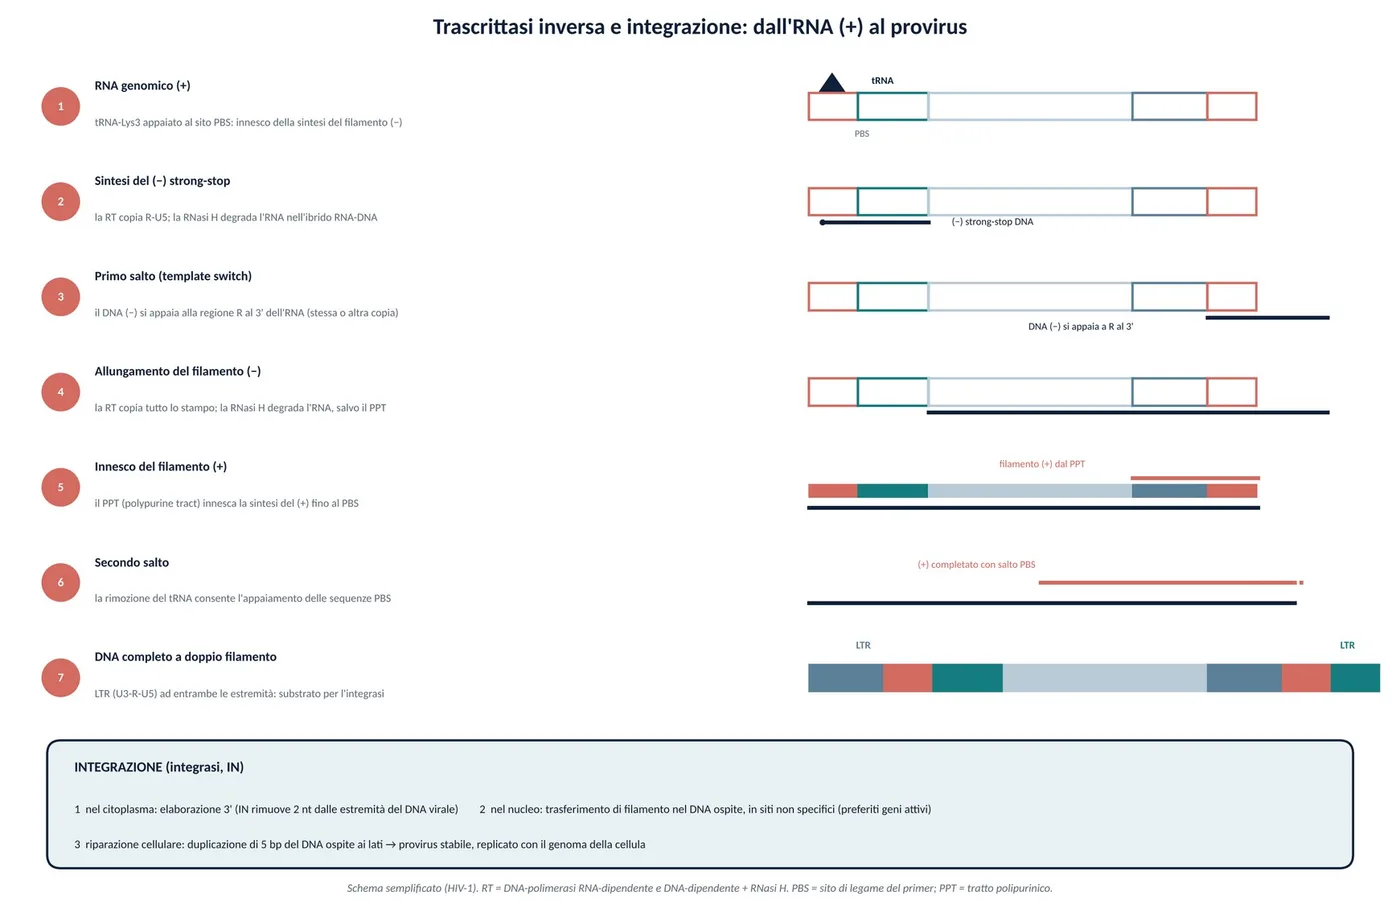 Trascrittasi inversa e integrazione: dall'RNA (+) al provirus
1
RNA genomico (+)
tRNA-Lys3 appaiato al sito PBS: innesco della sintesi del filamento (−)
tRNA
PBS
2
Sintesi del (−) strong-stop
la RT copia R-U5; la RNasi H degrada l'RNA nell'ibrido RNA-DNA
(−) strong-stop DNA
3
Primo salto (template switch)
il DNA (−) si appaia alla regione R al 3' dell'RNA (stessa o altra copia)
DNA (−) si appaia a R al 3'
4
Allungamento del filamento (−)
la RT copia tutto lo stampo; la RNasi H degrada l'RNA, salvo il PPT
5
Innesco del filamento (+)
il PPT (polypurine tract) innesca la sintesi del (+) fino al PBS
filamento (+) dal PPT
6
Secondo salto
la rimozione del tRNA consente l'appaiamento delle sequenze PBS
(+) completato con salto PBS
7
DNA completo a doppio filamento
LTR (U3-R-U5) ad entrambe le estremità: substrato per l'integrasi
LTR
LTR
INTEGRAZIONE (integrasi, IN)
1 nel citoplasma: elaborazione 3' (IN rimuove 2 nt dalle estremità del DNA virale) 2 nel nucleo: trasferimento di filamento nel DNA ospite, in siti non specifici (preferiti geni attivi)
3 riparazione cellulare: duplicazione di 5 bp del DNA ospite ai lati → provirus stabile, replicato con il genoma della cellula
Schema semplificato (HIV-1). RT = DNA-polimerasi RNA-dipendente e DNA-dipendente + RNasi H. PBS = sito di legame del primer; PPT = tratto polipurinico.